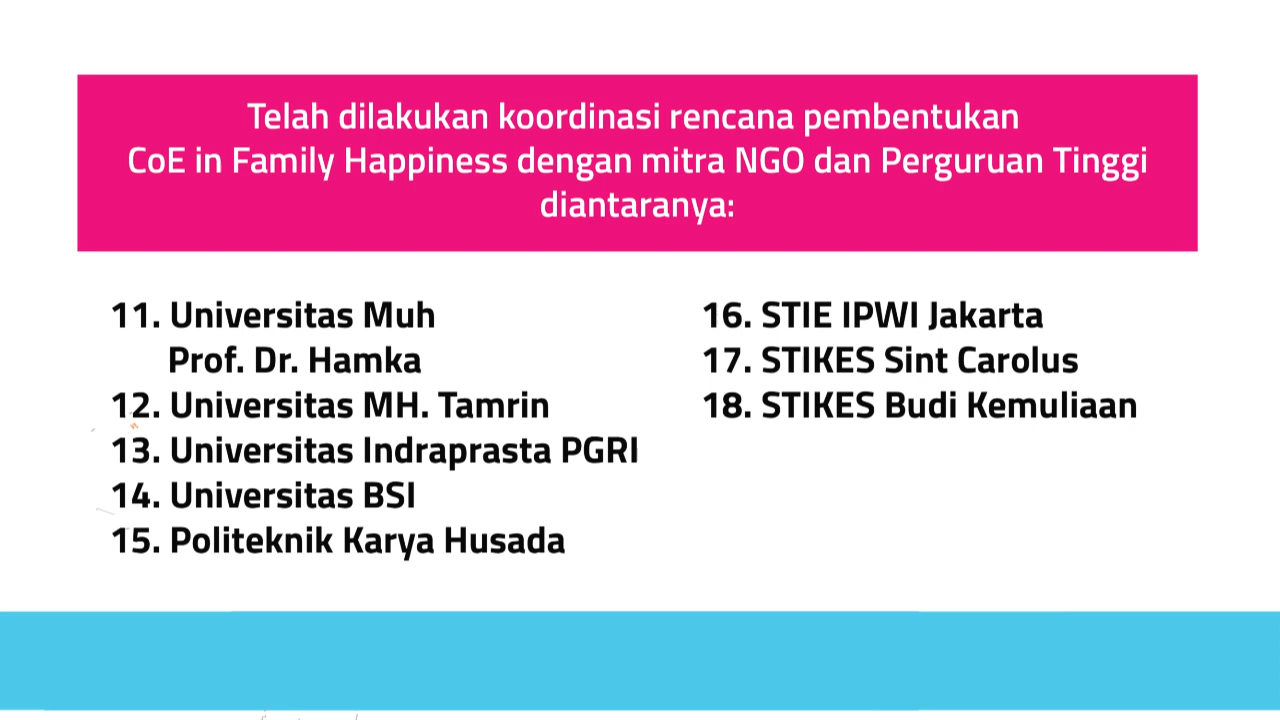 Telah dilakukan koordinasi rencana pembentukan
CoE in Family Happiness dengan mitra NGO dan Perguruan Tinggi
diantaranya:
11. Universitas Muh
Prof. Dr. Hamka
12. Universitas MH. Tamrin
13. Universitas Indraprasta PGRI
14. Universitas BSI
15. Politeknik Karya Husada
16. STIE IPWI Jakarta
17. STIKES Sint Carolus
18. STIKES Budi Kemuliaan